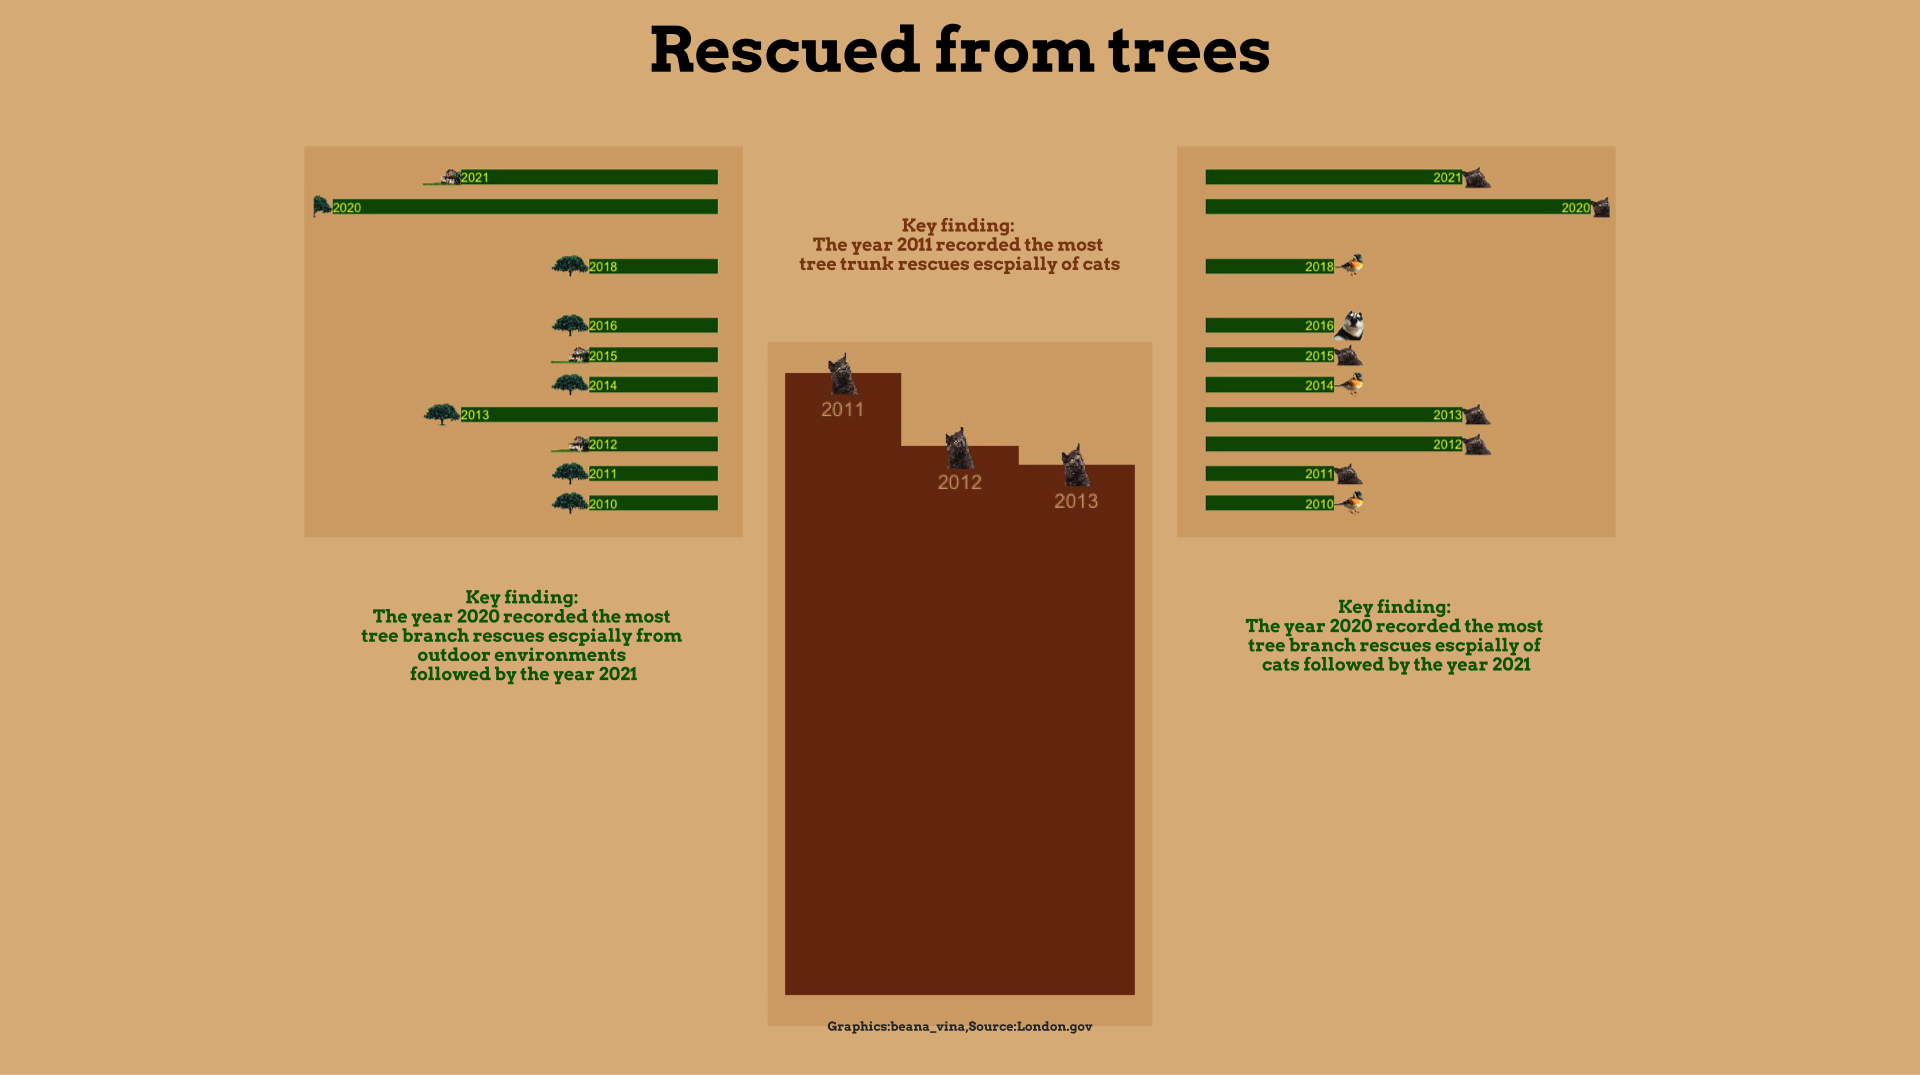 Rescued from trees
2021
2020
2018
2016
2015
2014
2013
2012
2011
2010
Key finding:
The year 2020 recorded the most
tree branch rescues escpially from
outdoor environments
followed by the year 2021
Key finding:
The year 2011 recorded the most
tree trunk rescues escpially of cats
2011
2012
2013
2021
2020
2018
2016
2015
2014
2013
2012
2011
2010
Key finding:
The year 2020 recorded the most
tree branch rescues escpially of
cats followed by the year 2021
Graphics:beana_vina,Source:London.gov